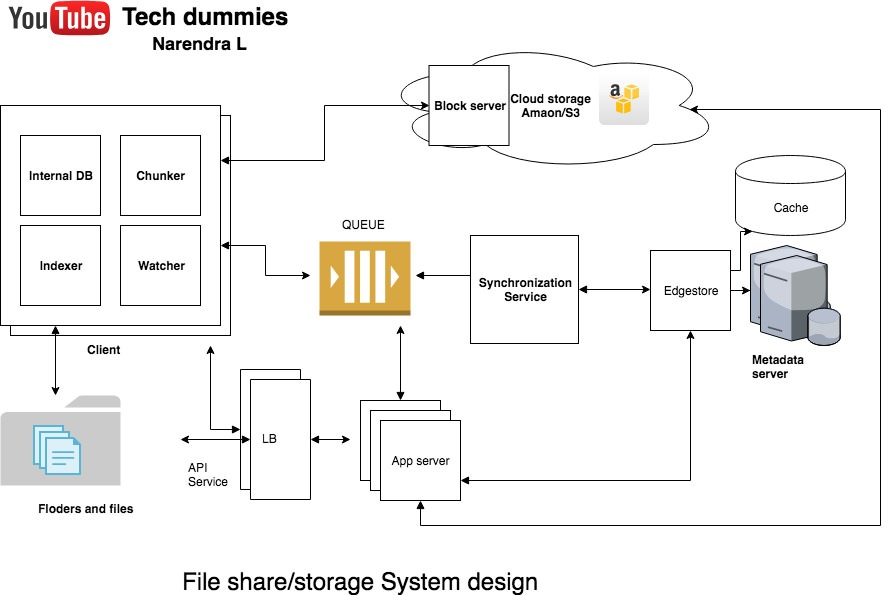 YouTube Tech dummies
Narendra L
Block server
Cloud storage
Amaon/S3
a
Internal DB
Chunker
Indexer
Watcher
Client
QUEUE
Synchronization
Service
Edgestore
Cache
Metadata
server
LB
API
Service
App server
Floders and files
File share/storage System design